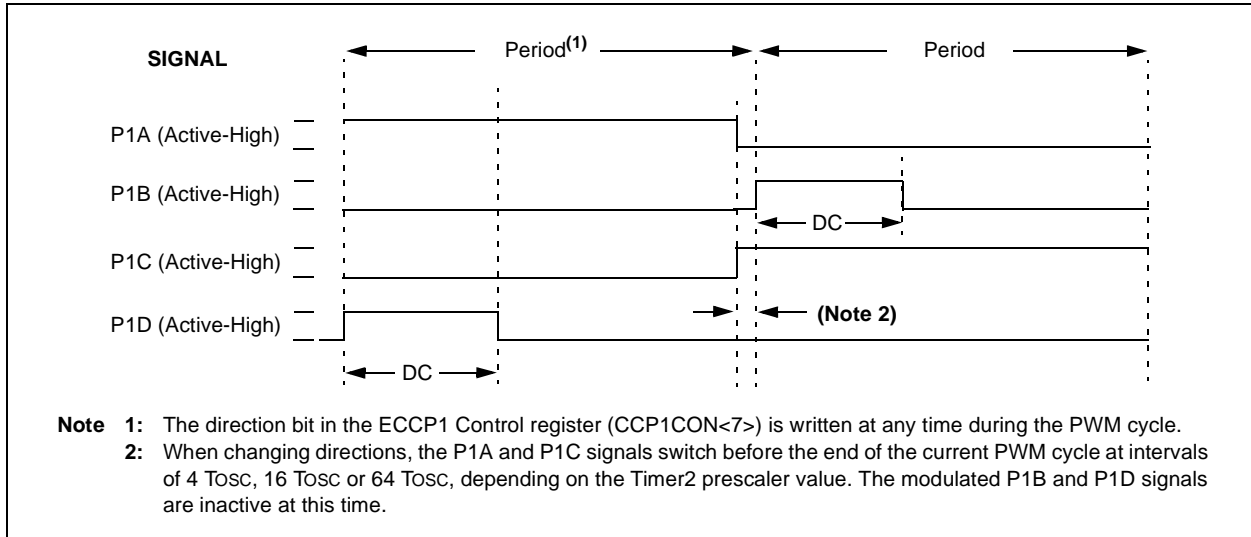 SIGNAL
Period(1)
Period
P1A (Active-High)
P1B (Active-High)
DC
P1C (Active-High)
P1D (Active-High)
(Note 2)
DC
Note 1: The direction bit in the ECCP1 Control register (CCP1CON<7>) is written at any time during the PWM cycle.
2: When changing directions, the P1A and P1C signals switch before the end of the current PWM cycle at intervals
of 4 TOSC, 16 TOSC or 64 TOSC, depending on the Timer2 prescaler value. The modulated P1B and P1D signals
are inactive at this time.